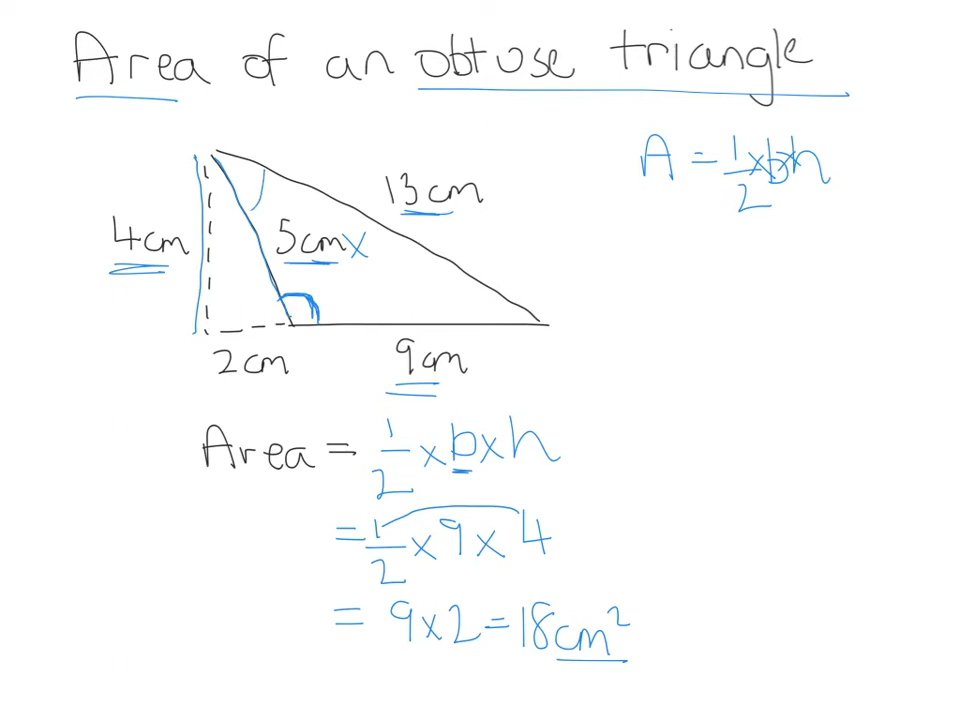 Area of an obtuse triangle
A = 1/2 x b x h
13cm
4cm
5cm x
2cm
9cm
Area = 1/2 x b x h
= 1/2 x 9 x 4
= 9 x 2 = 18cm²